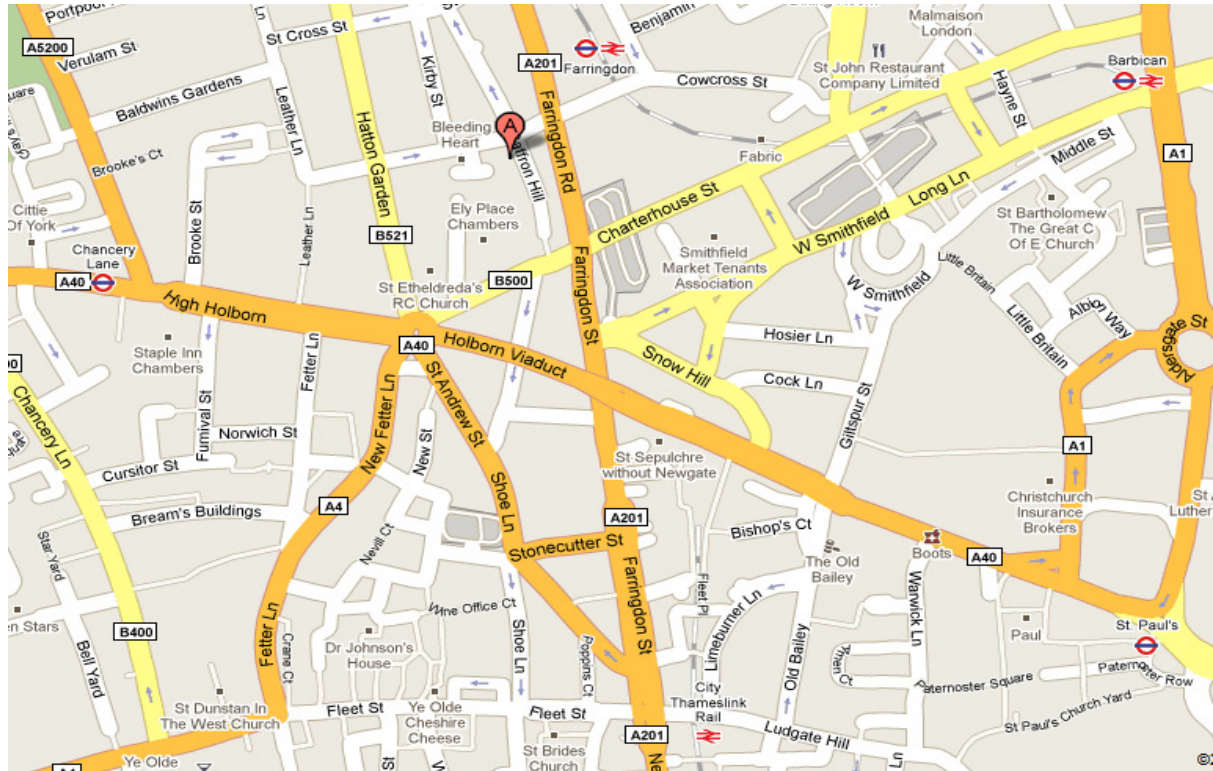 Portpool Ln
Ln
St Cross St
Benjamin
Malmaison
London
A5200
Verulam St
A201
Farringdon
St John Restaurant
Company Limited
Barbican
Baldwins Gardens
Kirby St
Cowcross St
Hayne St
Leather Ln
Hatton Garden
Bleeding
Heart
A
Saffron Hill
Farringdon Rd
Fabric
Middle St
A1
Brooke's Ct
Cittie
Of York
Brooke St
Leather Ln
Ely Place
Chambers
Charterhouse St
Long Ln
St Bartholomew
The Great C
Of E Church
B521
W Smithfield
Chancery
Lane
A40
St Etheldreda's
RC Church
B500
Smithfield
Market Tenants
Association
W Smithfield
Little Britain
Little Britain
Albion Way
High Holborn
Farringdon St
Hosier Ln
Aldersgate St
Staple Inn
Chambers
Fetter Ln
A40
Holborn Viaduct
Snow Hill
Cock Ln
Giltspur St
Chancery Ln
Furnival St
New Fetter Ln
St Andrew St
Norwich St
New St
A1
Cursitor St
St Sepulchre
without Newgate
Shoe Ln
Christchurch
Insurance
Brokers
A4
Bream's Buildings
A201
Bishop's Ct
Star Yard
Nevill Ct
Stonecutter St
The Old
Bailey
Boots
A40
Farringdon St
Fleet Pl
Limeburner Ln
Warwick Ln
Wine Office Ct
B400
Fetter Ln
Crane Ct
Dr Johnson's
House
Shoe Ln
Poppins Ct
Old Bailey
Amen Ct
Paul
St. Paul's
Bell Yard
Paternoster Square
Paternoster Row
St Dunstan In
The West Church
Fleet St
Ye Olde
Cheshire
Cheese
Fleet St
City
Thameslink
Rail
St Paul's Church Yard
A201
Ludgate Hill
St Brides
Church
Ye Olde